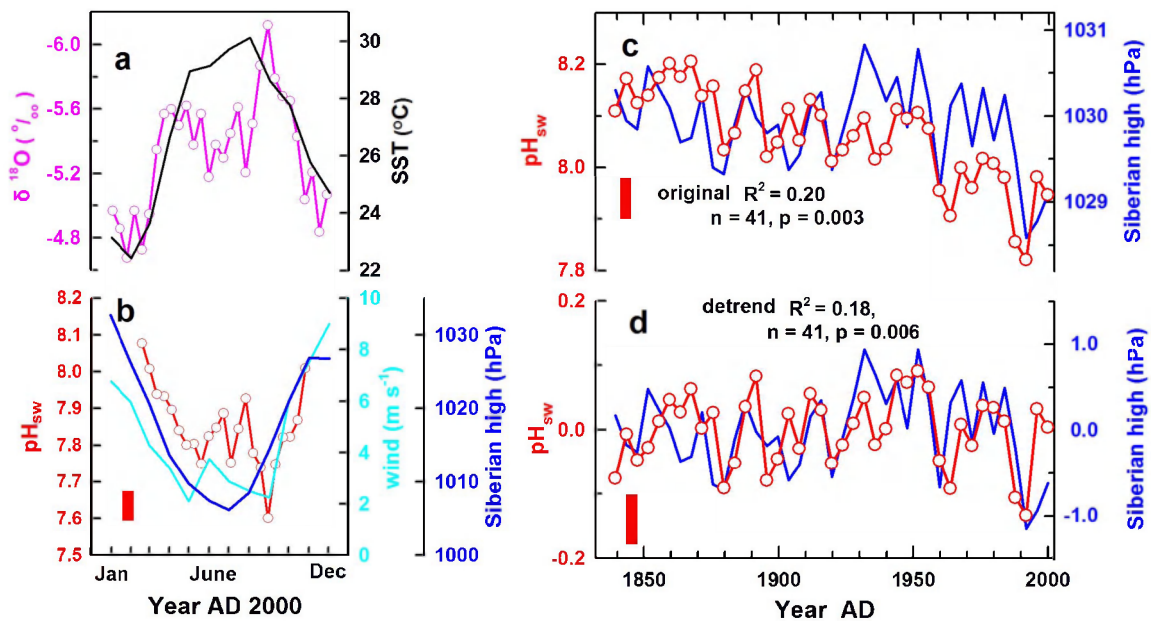 a
δ 18O ( o/oo)
-6.0
-5.6
-5.2
-4.8
SST (oC)
30
28
26
24
22
b
pHsw
8.2
8.1
8.0
7.9
7.8
7.7
7.6
7.5
wind (m s-1)
10
8
6
4
2
0
Siberian high (hPa)
1030
1020
1010
1000
Jan June Dec
Year AD 2000
c
pHsw
8.2
8.0
7.8
original R2 = 0.20
n = 41, p = 0.003
Siberian high (hPa)
1031
1030
1029
d
pHsw
0.2
0.0
-0.2
detrend R2 = 0.18,
n = 41, p = 0.006
Siberian high (hPa)
1.0
0.0
-1.0
1850 1900 1950 2000
Year AD